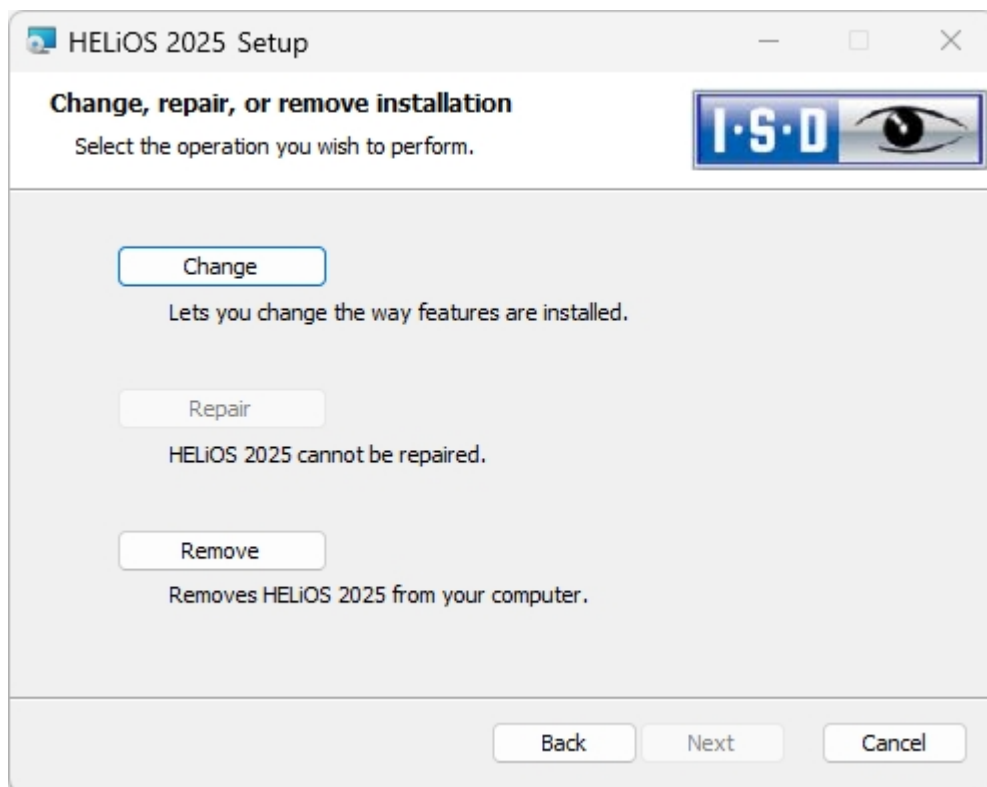 HELiOS 2025 Setup
Change, repair, or remove installation
Select the operation you wish to perform.
I·S·D
Change
Lets you change the way features are installed.
Repair
HELiOS 2025 cannot be repaired.
Remove
Removes HELiOS 2025 from your computer.
Back
Next
Cancel